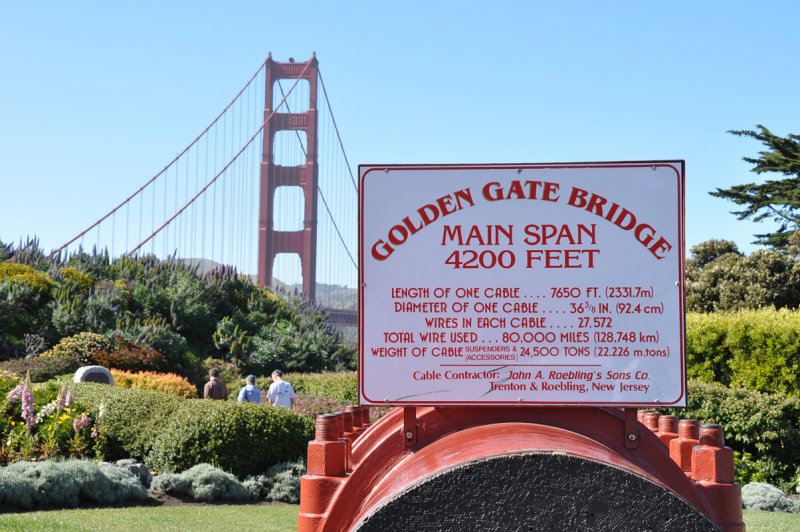 GOLDEN GATE BRIDGE
MAIN SPAN
4200 FEET
LENGTH OF ONE CABLE .... 7650 FT. (2331.7m)
DIAMETER OF ONE CABLE ... 36 3/8 IN. (92.4 cm)
WIRES IN EACH CABLE .... 27,572
TOTAL WIRE USED ... 80.000 MILES (128,748 km)
WEIGHT OF CABLE SUSPENDERS & (ACCESSORIES) 24,500 TONS (22.226 m.tons)
Cable Contractor: John A. Roebling's Sons Co.
Trenton & Roebling, New Jersey